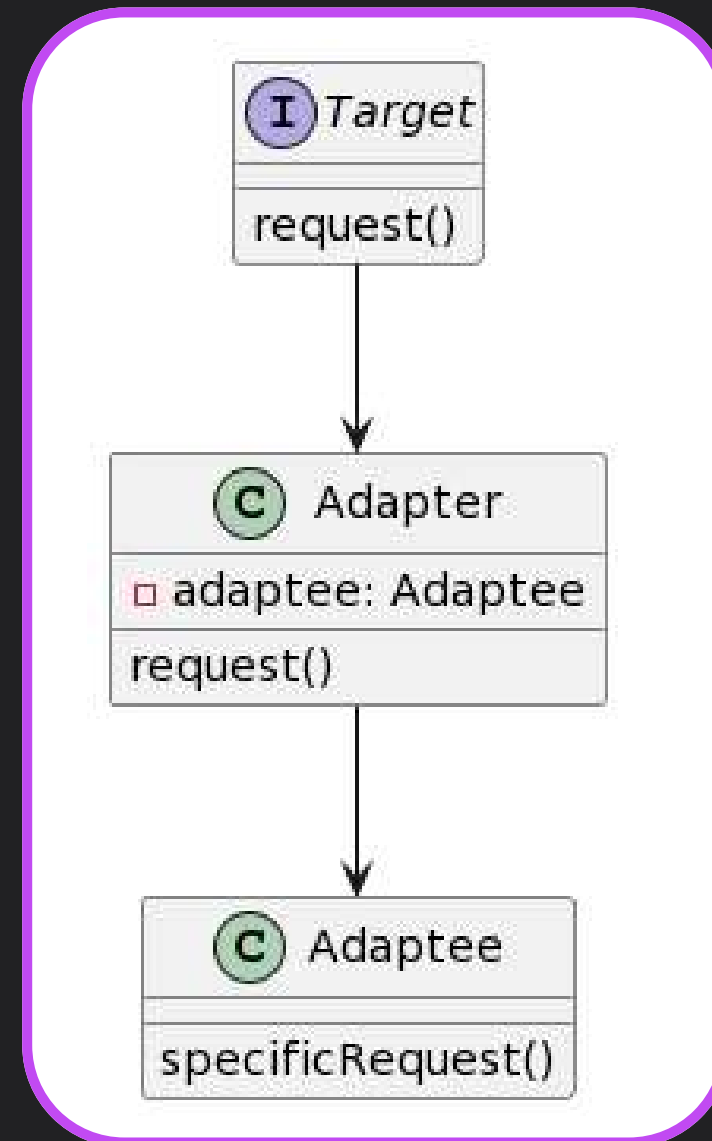 I Target
request()
C Adapter
adaptee: Adaptee
request()
C Adaptee
specificRequest()